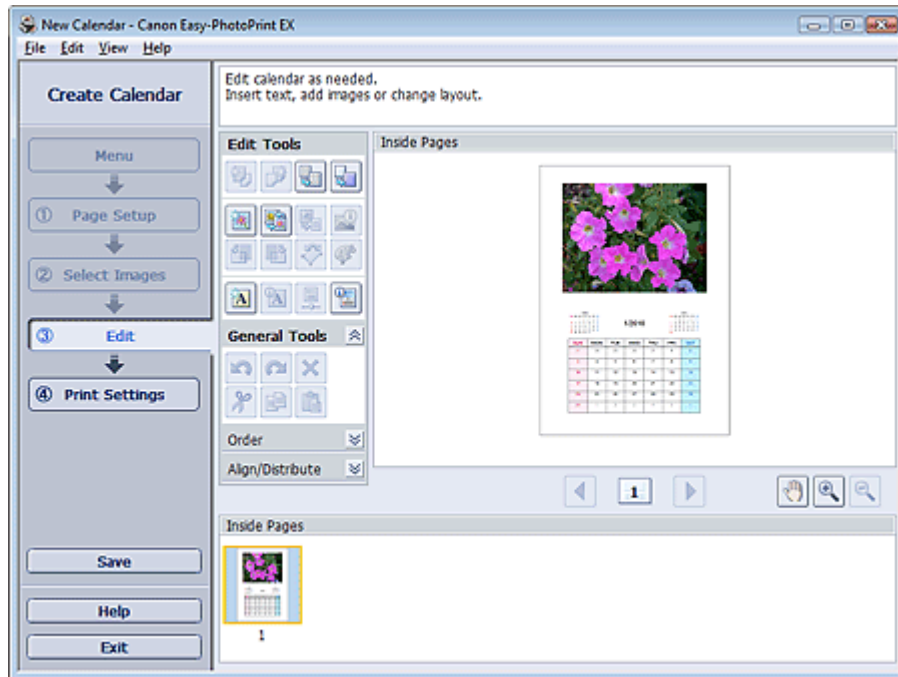 New Calendar - Canon Easy-PhotoPrint EX
File Edit View Help
Create Calendar
Edit calendar as needed.
Insert text, add images or change layout.
Menu
① Page Setup
② Select Images
③ Edit
④ Print Settings
Save
Help
Exit
Edit Tools
General Tools
Order
Align/Distribute
Inside Pages
1
Inside Pages
1